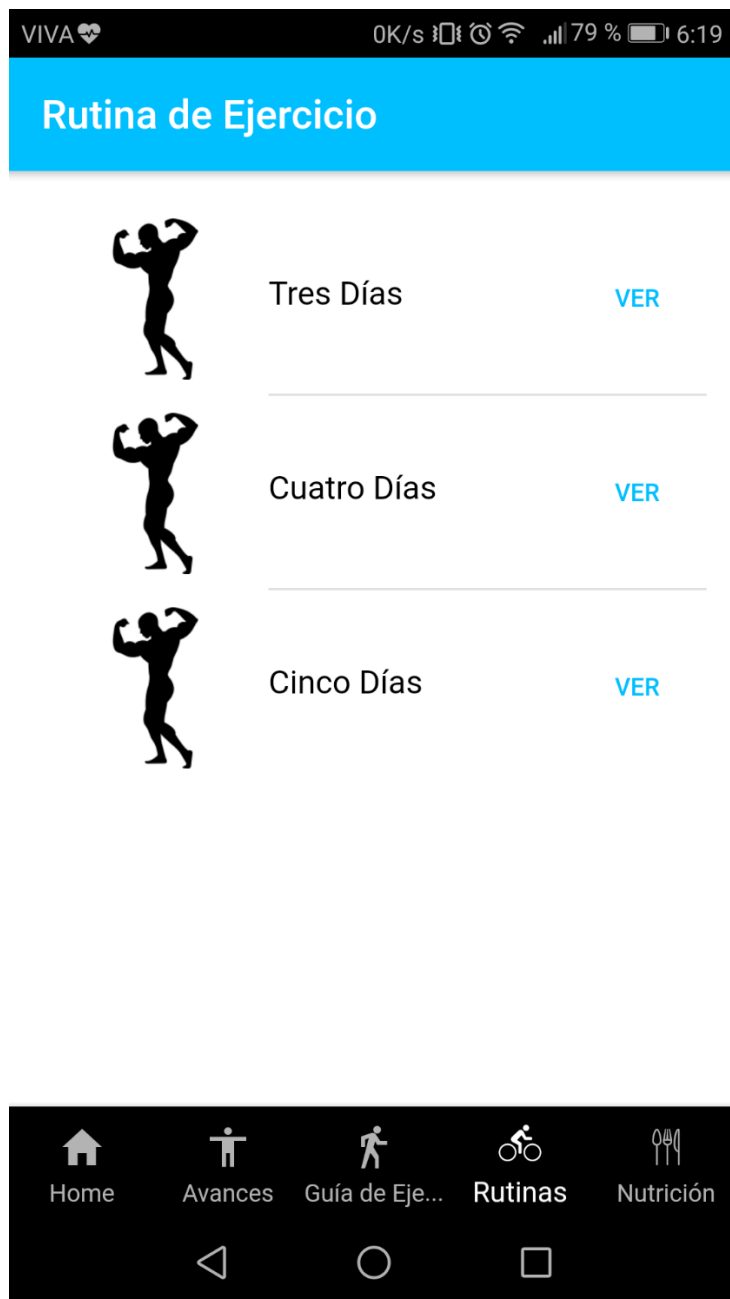 VIVA 0K/s 79 % 6:19
Rutina de Ejercicio
Tres Días VER
Cuatro Días VER
Cinco Días VER
Home Avances Guía de Eje... Rutinas Nutrición